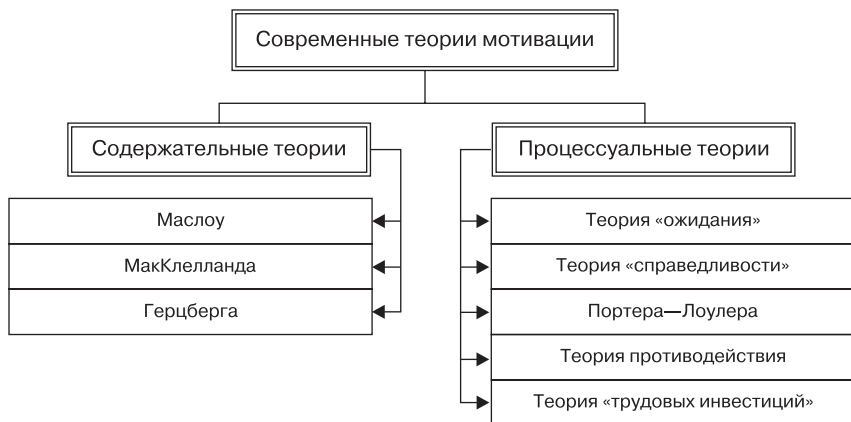 Современные теории мотивации
Содержательные теории
Процессуальные теории
Маслоу
МакКлелланда
Герцберга
Теория «ожидания»
Теория «справедливости»
Портера—Лоулера
Теория противодействия
Теория «трудовых инвестиций»